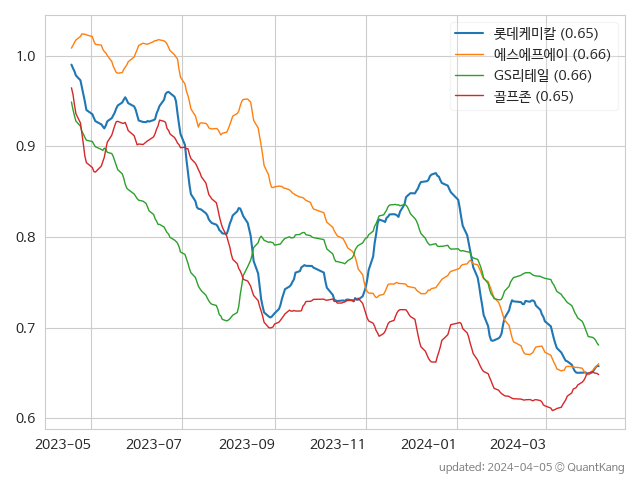 롯데케미칼 (0.65)
에스에프에이 (0.66)
GS리테일 (0.66)
골프존 (0.65)
1.0
0.9
0.8
0.7
0.6
2023-05 2023-07 2023-09 2023-11 2024-01 2024-03
updated: 2024-04-05 © QuantKang